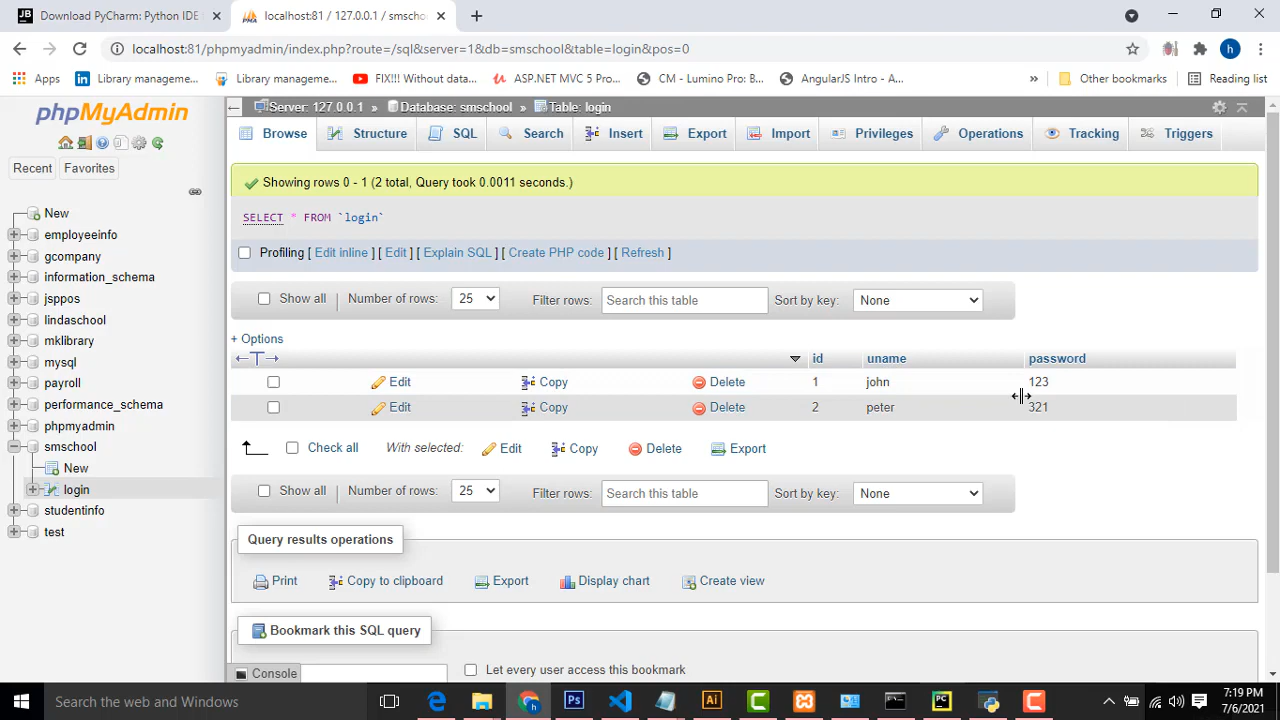 Download PyCharm: Python IDE
localhost:81 / 127.0.0.1 / smscho
localhost:81/phpmyadmin/index.php?route=/sql&server=1&db=smschool&table=login&pos=0
h
Apps
Library manageme...
Library manageme...
FIX!!! Without data...
ASP.NET MVC 5 Pro...
CM - Lumino Pro: B...
AngularJS Intro - A...
»
Other bookmarks
Reading list
phpMyAdmin
Recent
Favorites
New
employeeinfo
gcompany
information_schema
jsppos
lindaschool
mklibrary
mysql
payroll
performance_schema
phpmyadmin
smschool
New
login
studentinfo
test
Server: 127.0.0.1 » Database: smschool » Table: login
Browse Structure SQL Search Insert Export Import Privileges Operations Tracking Triggers
Showing rows 0 - 1 (2 total, Query took 0.0011 seconds.)
SELECT * FROM `login`
Profiling [ Edit inline ] [ Edit ] [ Explain SQL ] [ Create PHP code ] [ Refresh ]
Show all | Number of rows: 25 Filter rows: Search this table Sort by key: None
+ Options
←T→ id uname password
Edit Copy Delete 1 john 123
Edit Copy Delete 2 peter 321
Check all With selected: Edit Copy Delete Export
Show all | Number of rows: 25 Filter rows: Search this table Sort by key: None
Query results operations
Print Copy to clipboard Export Display chart Create view
Bookmark this SQL query
Console
Let every user access this bookmark
Search the web and Windows
7:19 PM
7/6/2021